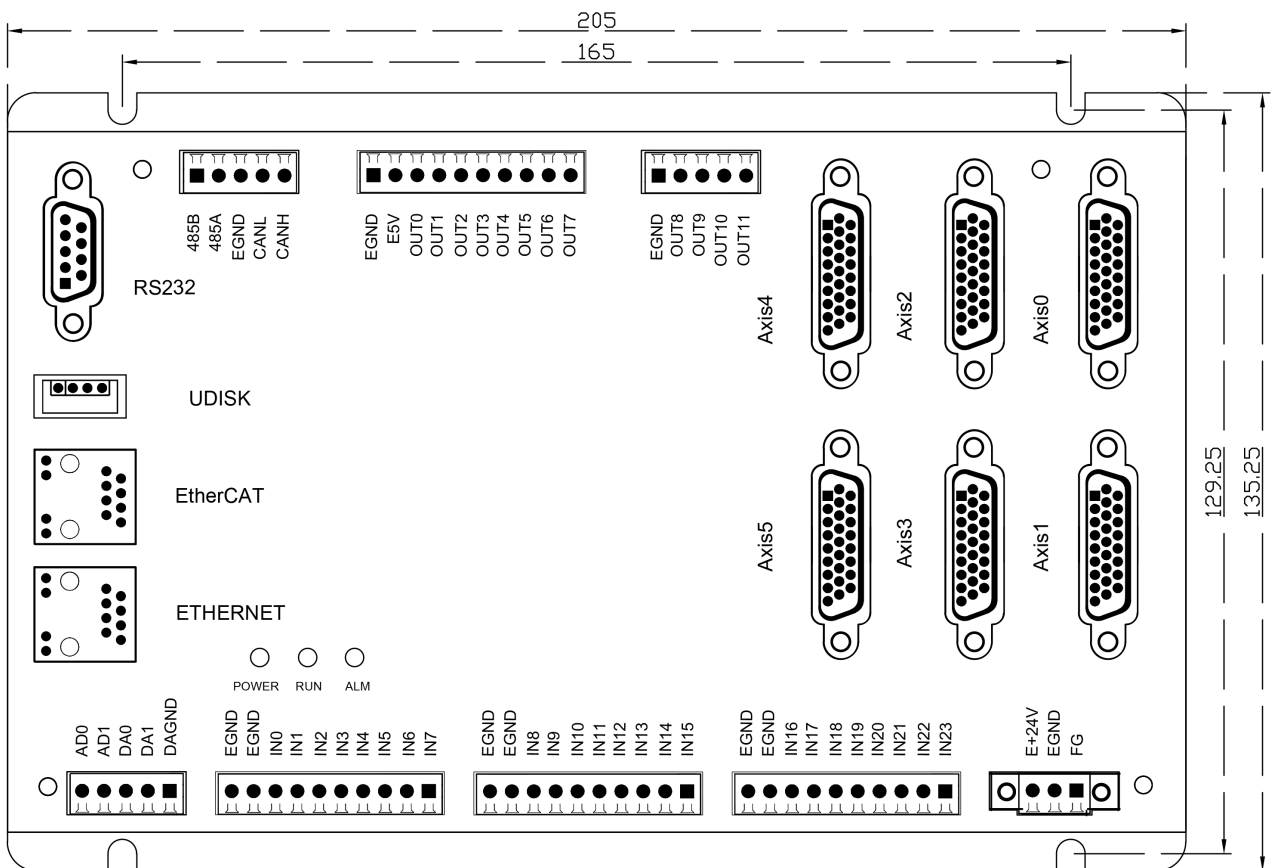 205
165
485B
485A
EGND
CANL
CANH
EGND
E5V
OUT0
OUT1
OUT2
OUT3
OUT4
OUT5
OUT6
OUT7
EGND
OUT8
OUT9
OUT10
OUT11
RS232
Axis4
Axis2
Axis0
UDISK
EtherCAT
129.25
135.25
Axis5
Axis3
Axis1
ETHERNET
POWER
RUN
ALM
AD0
AD1
DA0
DA1
DAGND
EGND
EGND
IN0
IN1
IN2
IN3
IN4
IN5
IN6
IN7
EGND
EGND
IN8
IN9
IN10
IN11
IN12
IN13
IN14
IN15
EGND
EGND
IN16
IN17
IN18
IN19
IN20
IN21
IN22
IN23
E+24V
EGND
FG